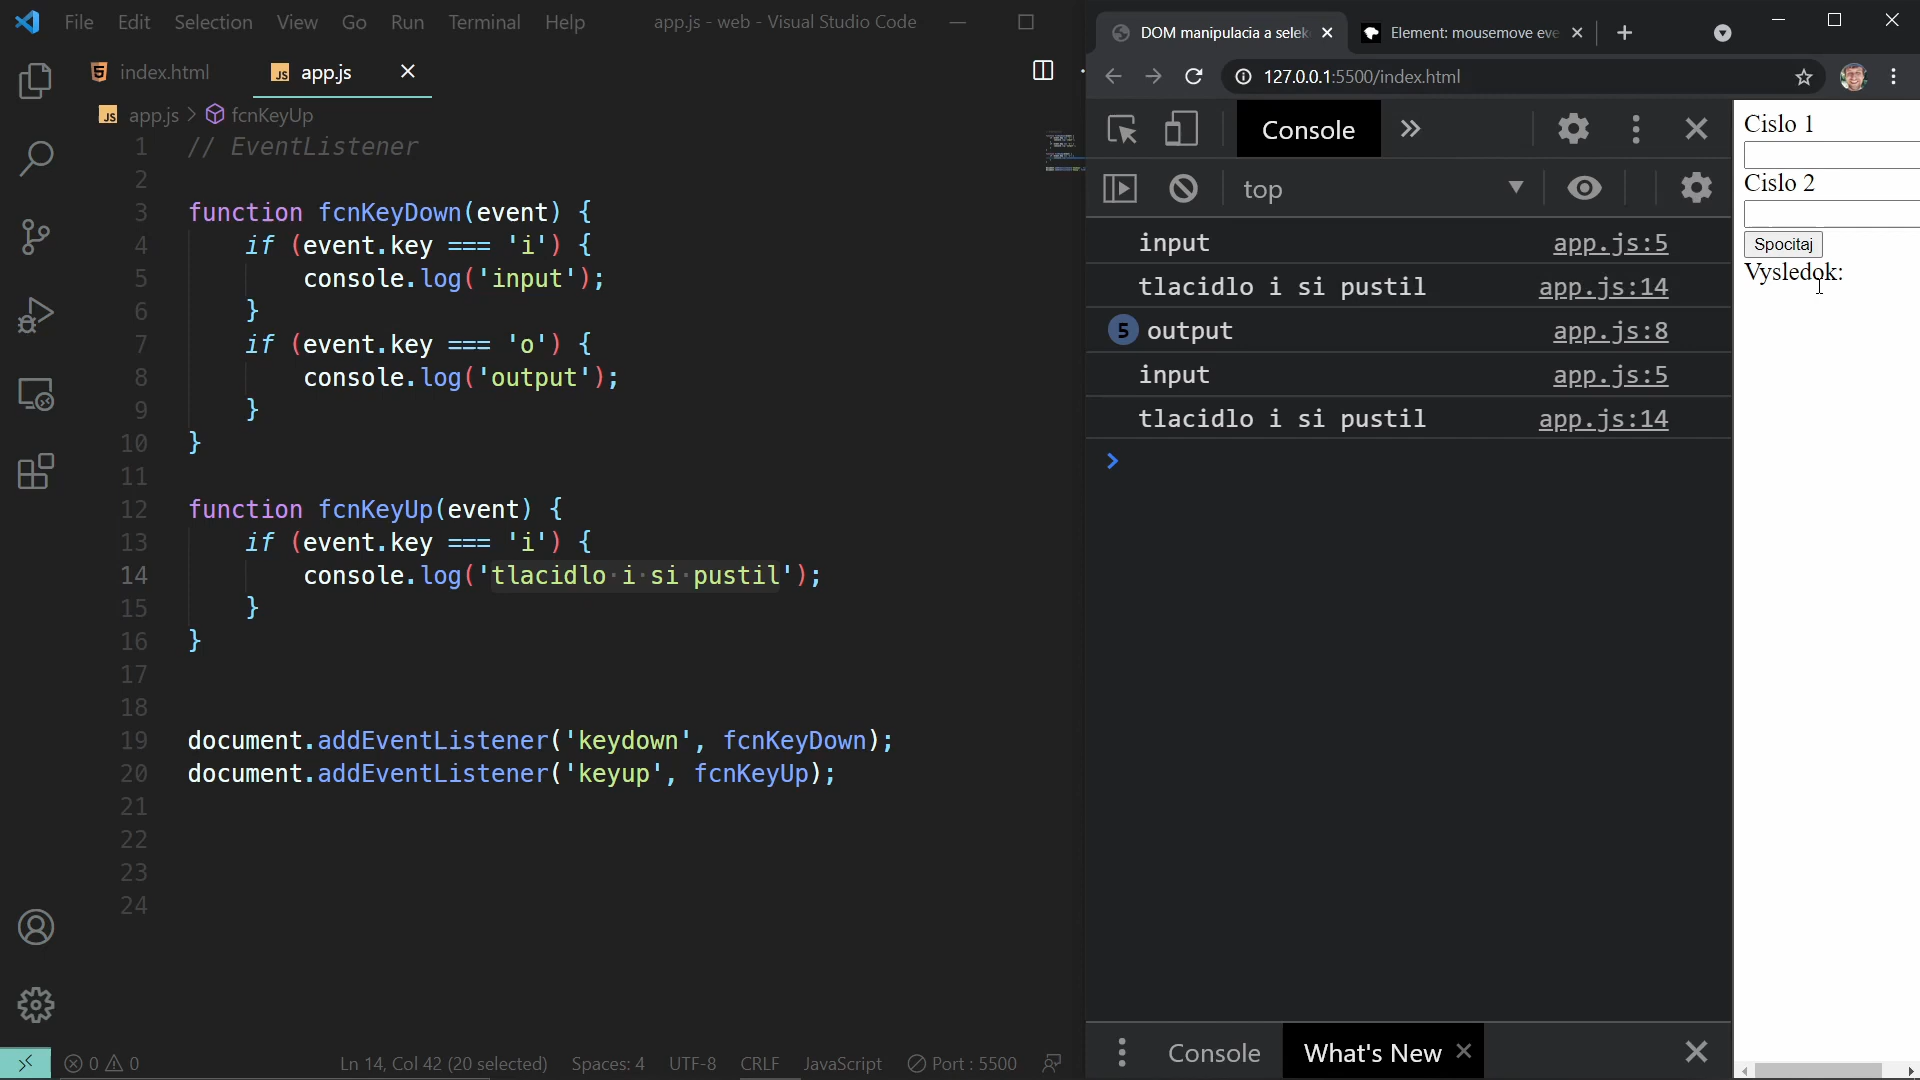 File Edit Selection View Go Run Terminal Help app.js - web - Visual Studio Code
index.html app.js
app.js > fcnKeyUp
1 // EventListener
2
3 function fcnKeyDown(event) {
4 if (event.key === 'i') {
5 console.log('input');
6 }
7 if (event.key === 'o') {
8 console.log('output');
9 }
10 }
11
12 function fcnKeyUp(event) {
13 if (event.key === 'i') {
14 console.log('tlacidlo·i·si·pustil');
15 }
16 }
17
18
19 document.addEventListener('keydown', fcnKeyDown);
20 document.addEventListener('keyup', fcnKeyUp);
21
22
23
24
0 0 Ln 14, Col 42 (20 selected) Spaces: 4 UTF-8 CRLF JavaScript Port : 5500
DOM manipulacia a selek Element: mousemove eve
127.0.0.1:5500/index.html
Console
top
input app.js:5
tlacidlo i si pustil app.js:14
5 output app.js:8
input app.js:5
tlacidlo i si pustil app.js:14
Console What's New
Cislo 1
Cislo 2
Spocitaj
Vysledok: